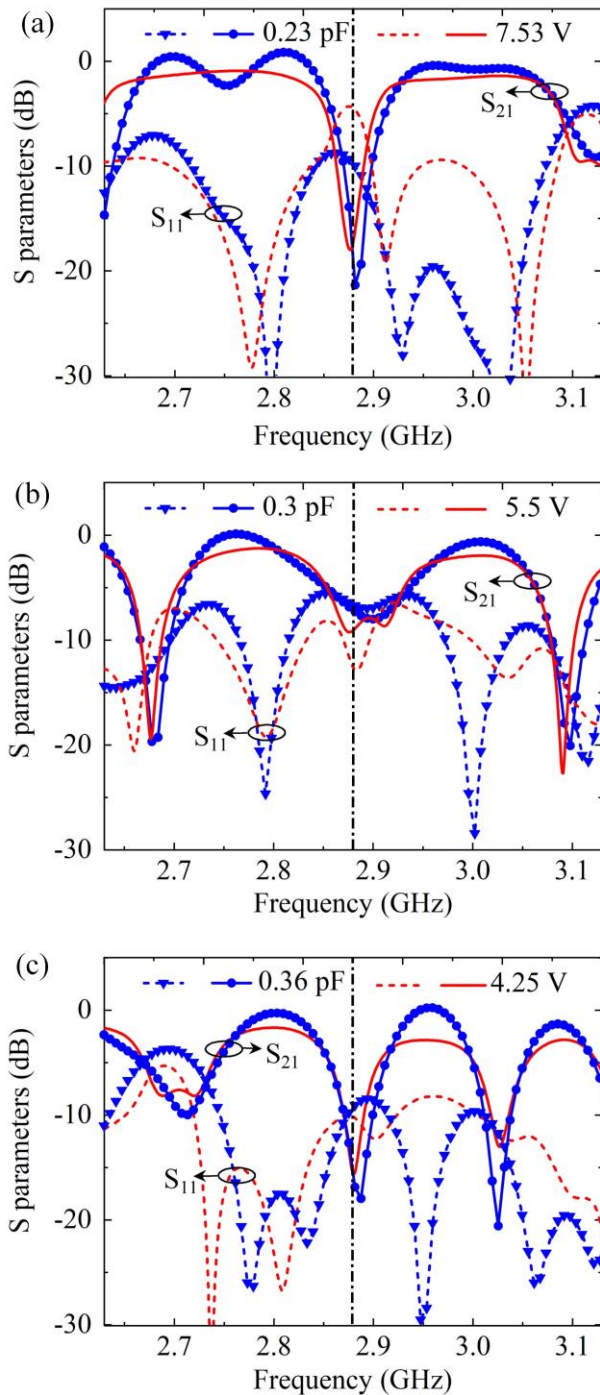 (a)
0.23 pF
7.53 V
0
-10
-20
-30
S parameters (dB)
S21
S11
2.7
2.8
2.9
3.0
3.1
Frequency (GHz)
(b)
0.3 pF
5.5 V
0
-10
-20
-30
S parameters (dB)
S21
S11
2.7
2.8
2.9
3.0
3.1
Frequency (GHz)
(c)
0.36 pF
4.25 V
0
-10
-20
-30
S parameters (dB)
S21
S11
2.7
2.8
2.9
3.0
3.1
Frequency (GHz)